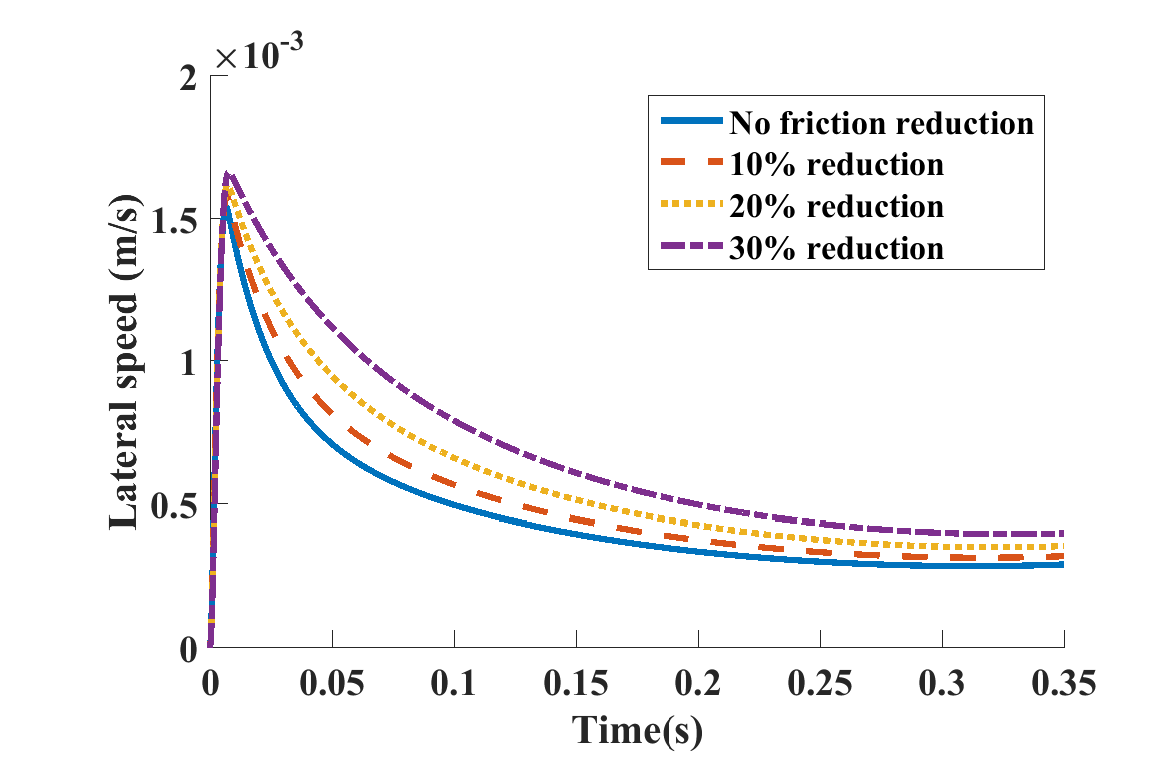 ×10-3
2
1.5
1
0.5
0
Lateral speed (m/s)
No friction reduction
10% reduction
20% reduction
30% reduction
0 0.05 0.1 0.15 0.2 0.25 0.3 0.35
Time(s)